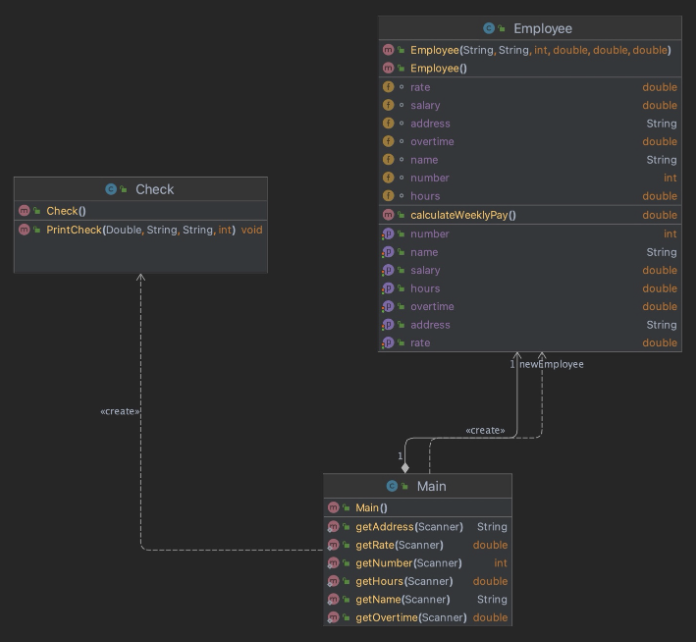 Employee
Employee(String, String, int, double, double, double)
Employee()
rate double
salary double
address String
overtime double
name String
number int
hours double
calculateWeeklyPay() double
number int
name String
salary double
hours double
overtime double
address String
rate double
Check
Check()
PrintCheck(Double, String, String, int) void
1 newEmployee
«create»
«create»
1
Main
Main()
getAddress(Scanner) String
getRate(Scanner) double
getNumber(Scanner) int
getHours(Scanner) double
getName(Scanner) String
getOvertime(Scanner) double